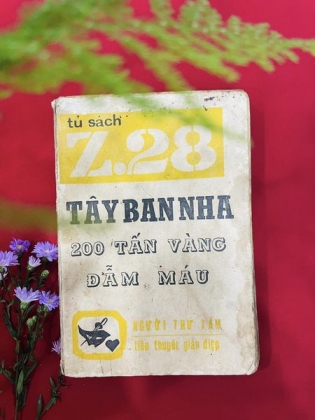 tủ sách
Z.28
TÂY BAN NHA
200 TẤN VÀNG
ĐẪM MÁU
NGƯỜI THỨ TÁM
tiểu thuyết gián điệp